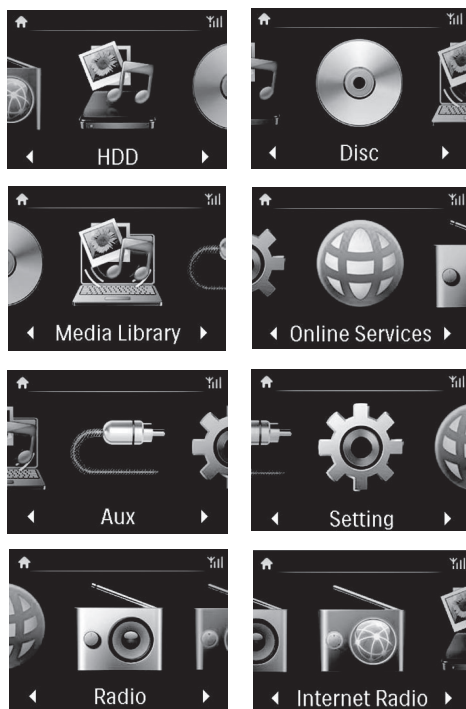 HDD
Disc
Media Library
Online Services
Aux
Setting
Radio
Internet Radio